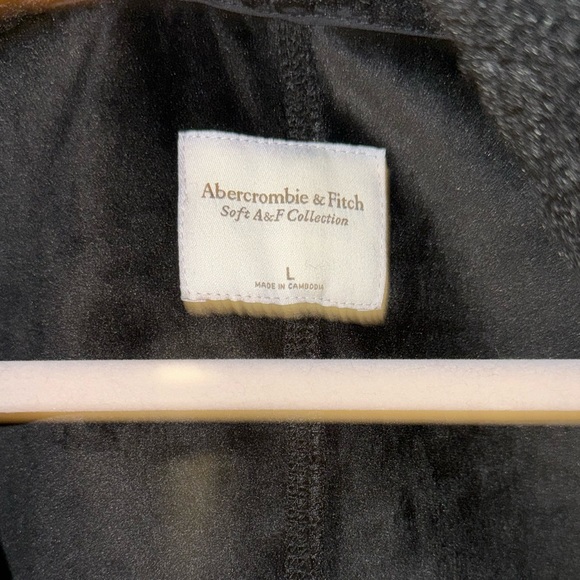 Abercrombie & Fitch
Soft A&F Collection
L
MADE IN CAMBODIA